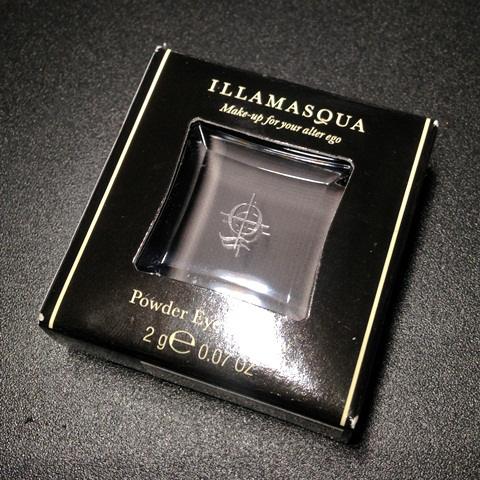 ILLAMASQUA
Make-up for your alter ego
Powder Eye
2 g e 0.07 oz